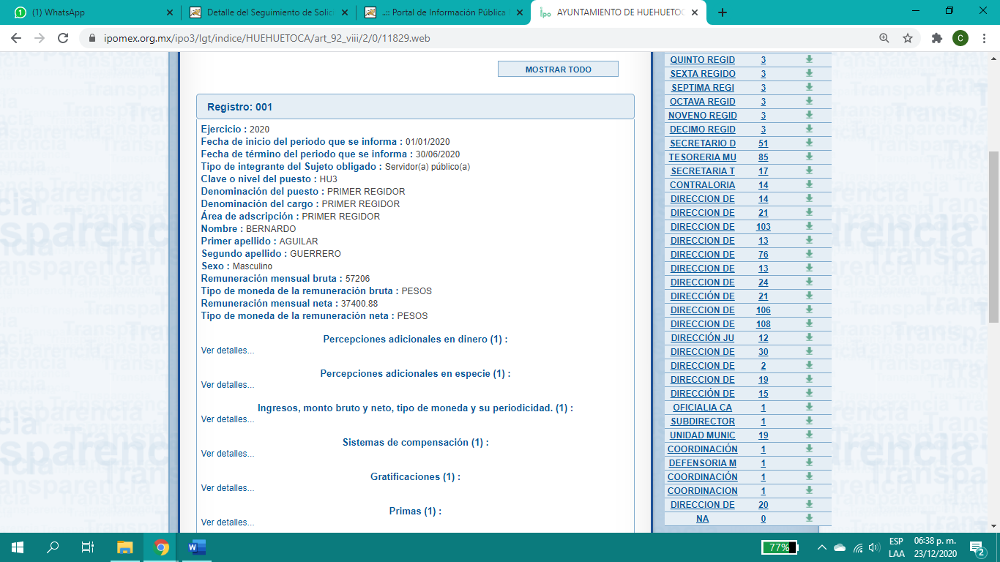 (1) WhatsApp
Detalle del Seguimiento de Solic
..:: Portal de Información Pública
ipo AYUNTAMIENTO DE HUEHUETOC
ipomex.org.mx/ipo3/lgt/indice/HUEHUETOCA/art_92_viii/2/0/11829.web
C
MOSTRAR TODO
Registro: 001
Ejercicio : 2020
Fecha de inicio del periodo que se informa : 01/01/2020
Fecha de término del periodo que se informa : 30/06/2020
Tipo de integrante del Sujeto obligado : Servidor(a) público(a)
Clave o nivel del puesto : HU3
Denominación del puesto : PRIMER REGIDOR
Denominación del cargo : PRIMER REGIDOR
Área de adscripción : PRIMER REGIDOR
Nombre : BERNARDO
Primer apellido : AGUILAR
Segundo apellido : GUERRERO
Sexo : Masculino
Remuneración mensual bruta : 57206
Tipo de moneda de la remuneración bruta : PESOS
Remuneración mensual neta : 37400.88
Tipo de moneda de la remuneración neta : PESOS
Percepciones adicionales en dinero (1) :
Ver detalles...
Percepciones adicionales en especie (1) :
Ver detalles...
Ingresos, monto bruto y neto, tipo de moneda y su periodicidad. (1) :
Ver detalles...
Sistemas de compensación (1) :
Ver detalles...
Gratificaciones (1) :
Ver detalles...
Primas (1) :
Ver detalles...
QUINTO REGID 3
SEXTA REGIDO 3
SEPTIMA REGI 3
OCTAVA REGID 3
NOVENO REGID 3
DECIMO REGID 3
SECRETARIO D 51
TESORERIA MU 85
SECRETARIA T 17
CONTRALORIA 14
DIRECCION DE 14
DIRECCION DE 21
DIRECCION DE 103
DIRECCION DE 13
DIRECCION DE 76
DIRECCION DE 13
DIRECCION DE 24
DIRECCIÓN DE 21
DIRECCION DE 106
DIRECCION DE 108
DIRECCIÓN JU 12
DIRECCION DE 30
DIRECCION DE 2
DIRECCION DE 19
DIRECCIÓN DE 15
OFICIALIA CA 1
SUBDIRECTOR 1
UNIDAD MUNIC 19
COORDINACIÓN 1
DEFENSORIA M 1
COORDINACIÓN 1
COORDINACION 1
DIRECCION DE 20
NA 0
77%
ESP
LAA
06:38 p. m.
23/12/2020
2